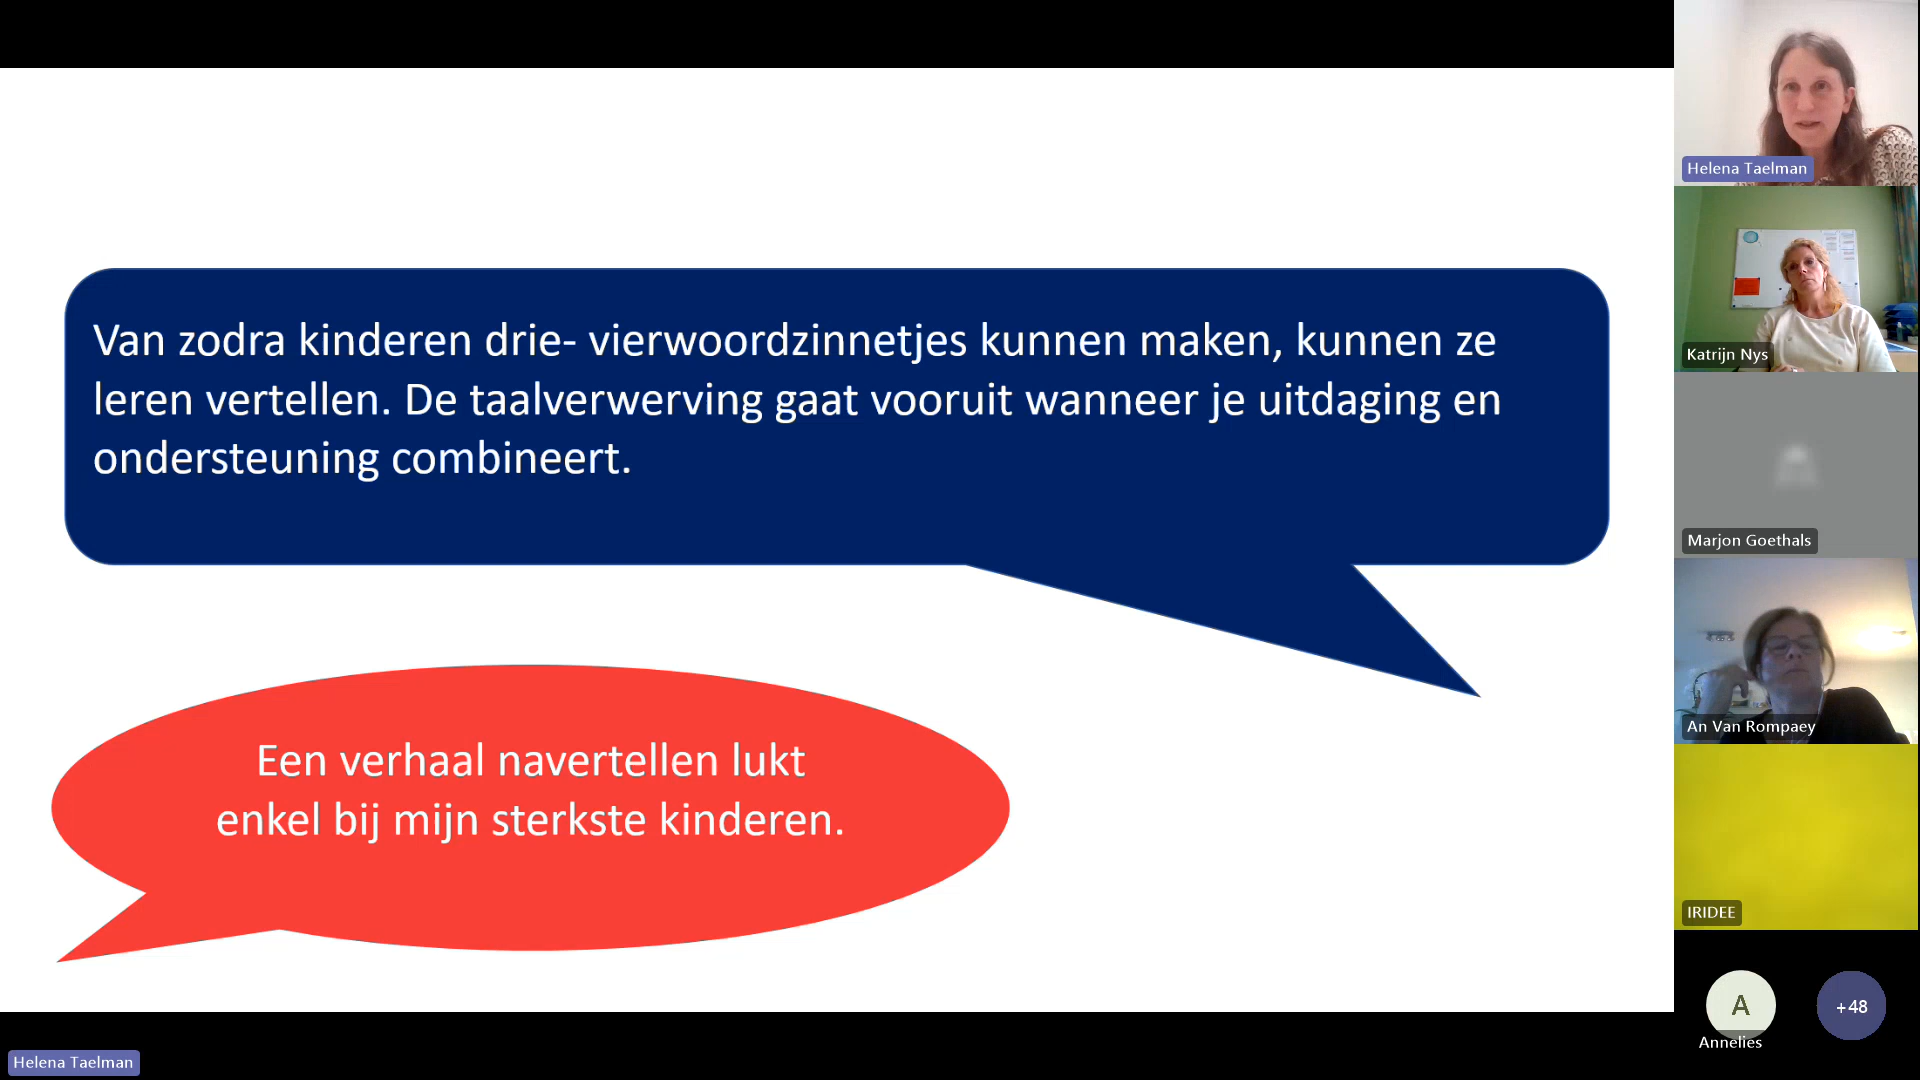 Van zodra kinderen drie- vierwoordzinnetjes kunnen maken, kunnen ze
leren vertellen. De taalverwerving gaat vooruit wanneer je uitdaging en
ondersteuning combineert.
Een verhaal navertellen lukt
enkel bij mijn sterkste kinderen.
Helena Taelman
Helena Taelman
Katrijn Nys
Marjon Goethals
An Van Rompaey
IRIDEE
A
Annelies
+48